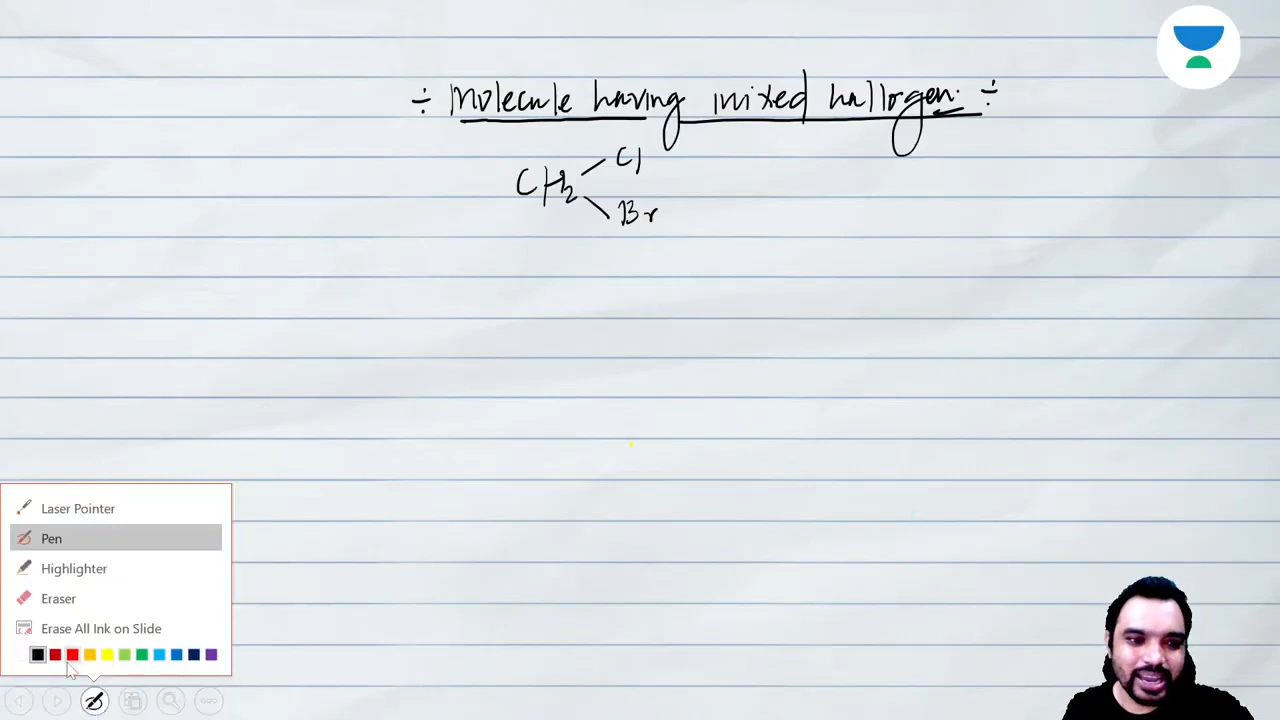 ÷ Molecule having mixed hallogen. ÷
CH2
Cl
Br
Laser Pointer
Pen
Highlighter
Eraser
Erase All Ink on Slide